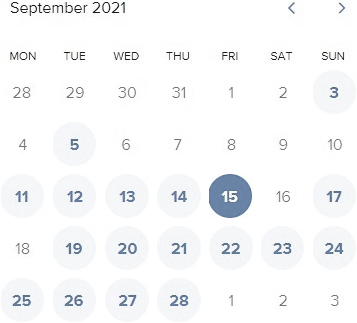 September 2021
MON TUE WED THU FRI SAT SUN
28 29 30 31 1 2 3
4 5 6 7 8 9 10
11 12 13 14 15 16 17
18 19 20 21 22 23 24
25 26 27 28 1 2 3